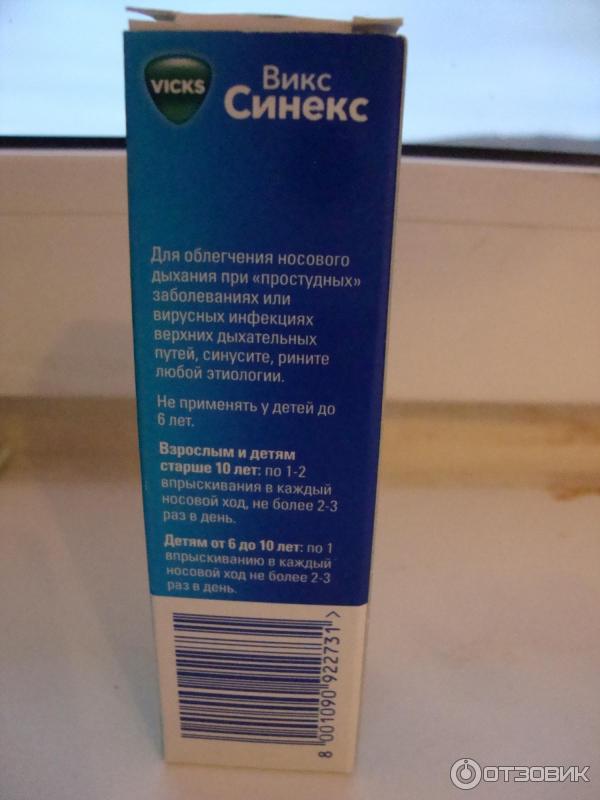 VICKS
Викс
Синекс
Для облегчения носового
дыхания при «простудных»
заболеваниях или
вирусных инфекциях
верхних дыхательных
путей, синусите, рините
любой этиологии.
Не применять у детей до
6 лет.
Взрослым и детям
старше 10 лет: по 1-2
впрыскивания в каждый
носовой ход, не более 2-3
раз в день.
Детям от 6 до 10 лет: по 1
впрыскиванию в каждый
носовой ход не более 2-3
раз в день.
8 001090 922731 >
ОТЗОВИК